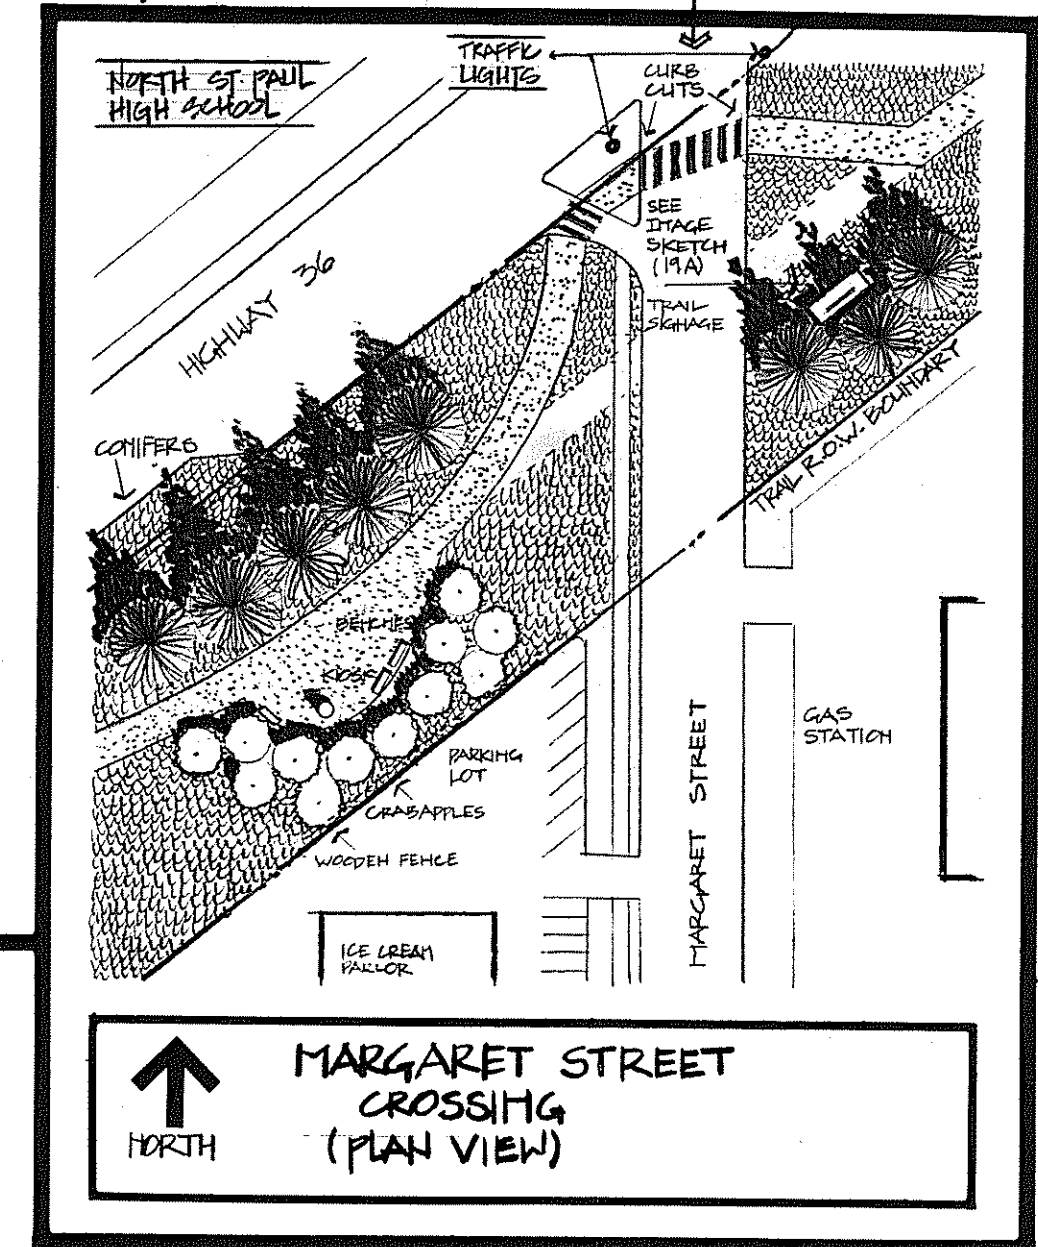 NORTH ST PAUL
HIGH SCHOOL
TRAFFIC
LIGHTS
CURB
CUTS
SEE
IMAGE
SKETCH
(19A)
TRAIL
SIGNAGE
HIGHWAY 36
CONIFERS
TRAIL R.O.W. BOUNDARY
BENCHES
KIOSK
PARKING
LOT
CRABAPPLES
WOODEN FENCE
MARGARET STREET
GAS
STATION
ICE CREAM
PARLOR
NORTH
MARGARET STREET
CROSSING
(PLAN VIEW)